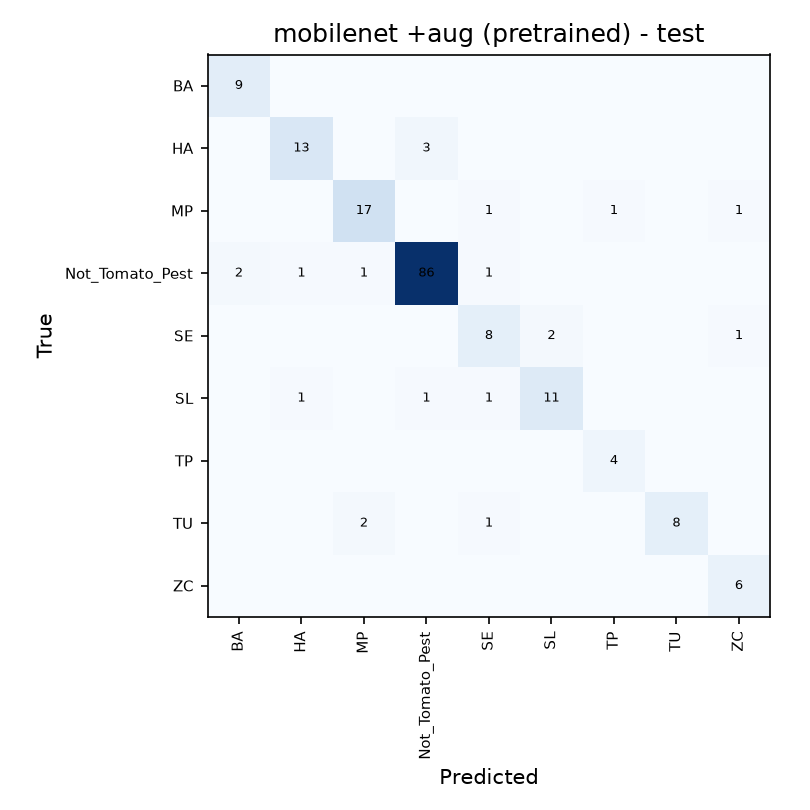 mobilenet +aug (pretrained) - test
BA 9
HA 13 3
MP 17 1 1 1
Not_Tomato_Pest 2 1 1 86 1
SE 8 2 1
SL 1 1 1 11
TP 4
TU 2 1 8
ZC 6
True
BA HA MP Not_Tomato_Pest SE SL TP TU ZC
Predicted